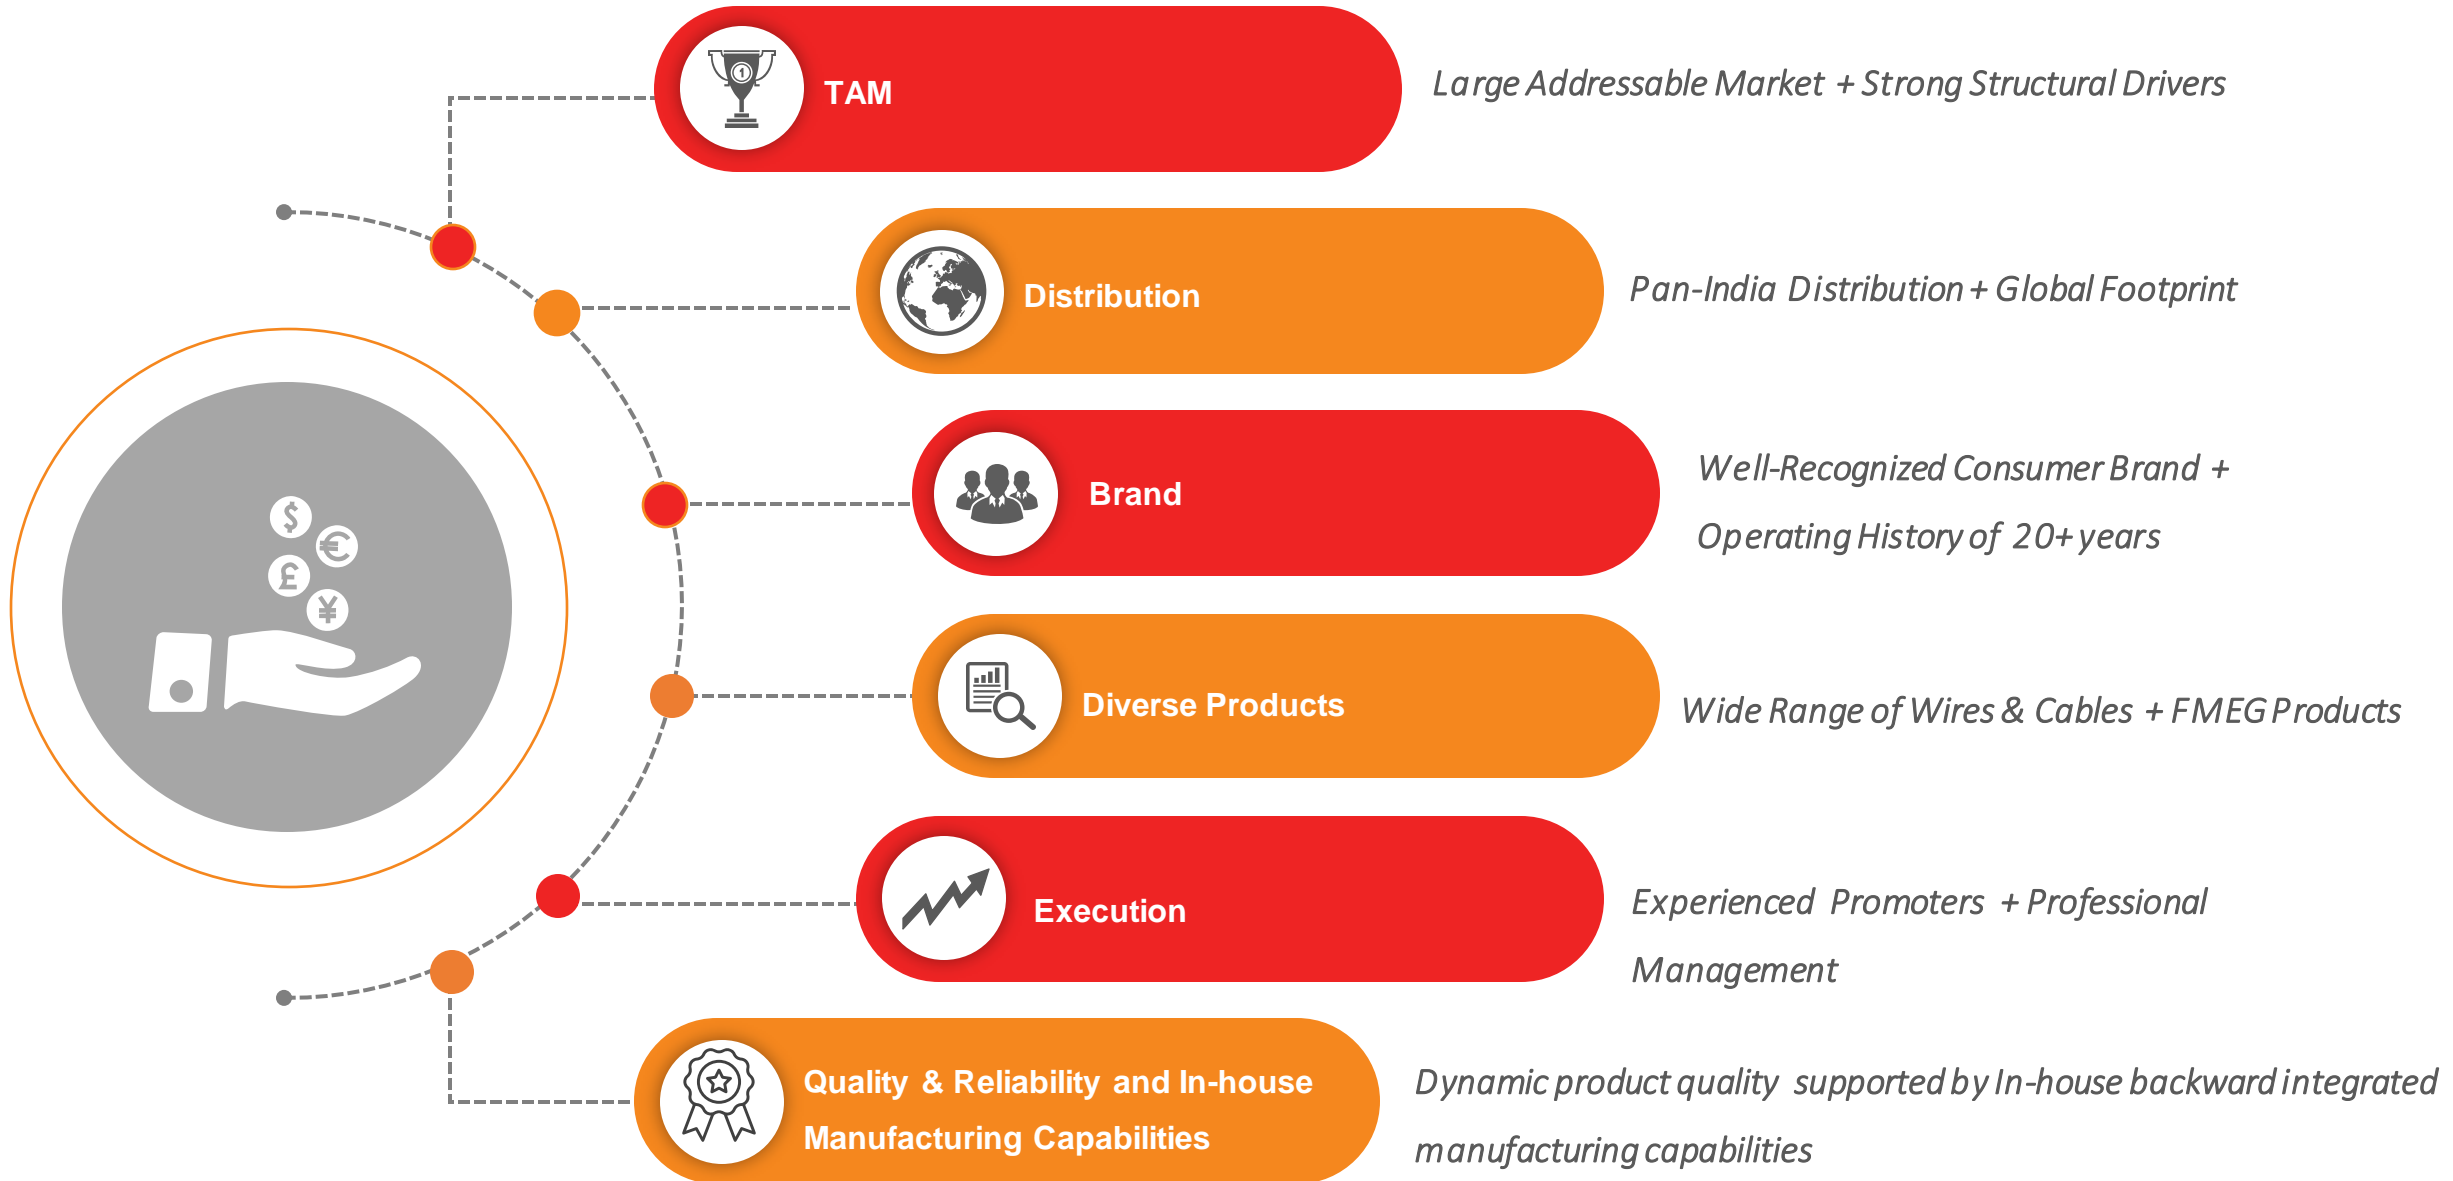 TAM
Large Addressable Market + Strong Structural Drivers
Distribution
Pan-India Distribution + Global Footprint
Brand
Well-Recognized Consumer Brand +
Operating History of 20+ years
Diverse Products
Wide Range of Wires & Cables + FMEG Products
Execution
Experienced Promoters + Professional
Management
Quality & Reliability and In-house
Manufacturing Capabilities
Dynamic product quality supported by In-house backward integrated
manufacturing capabilities
1
$
€
£
¥